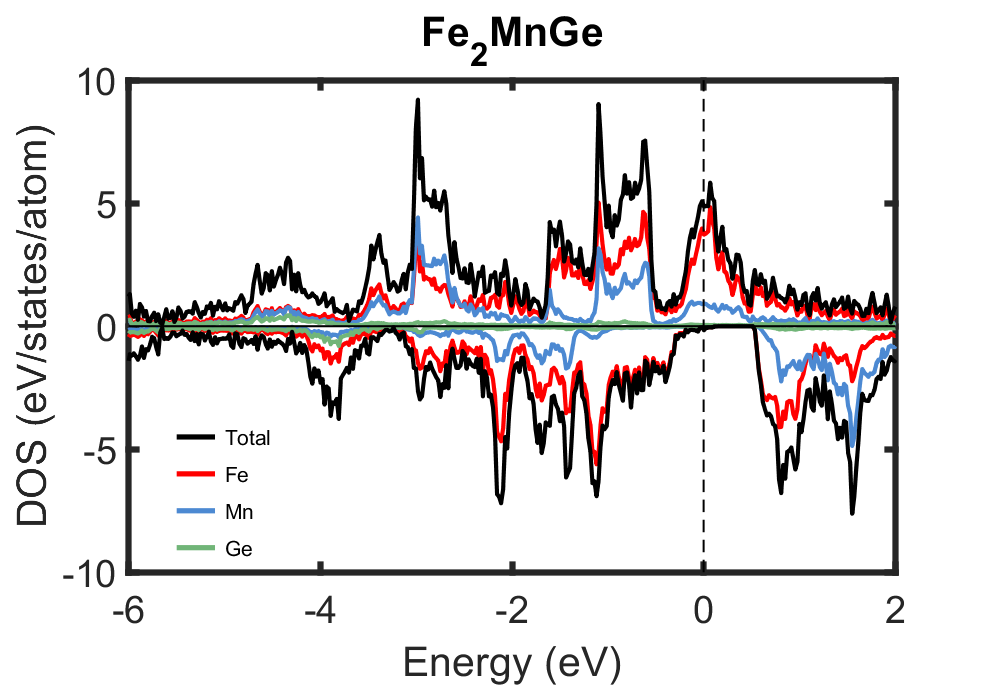 Fe₂MnGe
10
5
0
-5
-10
DOS (eV/states/atom)
Total
Fe
Mn
Ge
-6
-4
-2
0
2
Energy (eV)